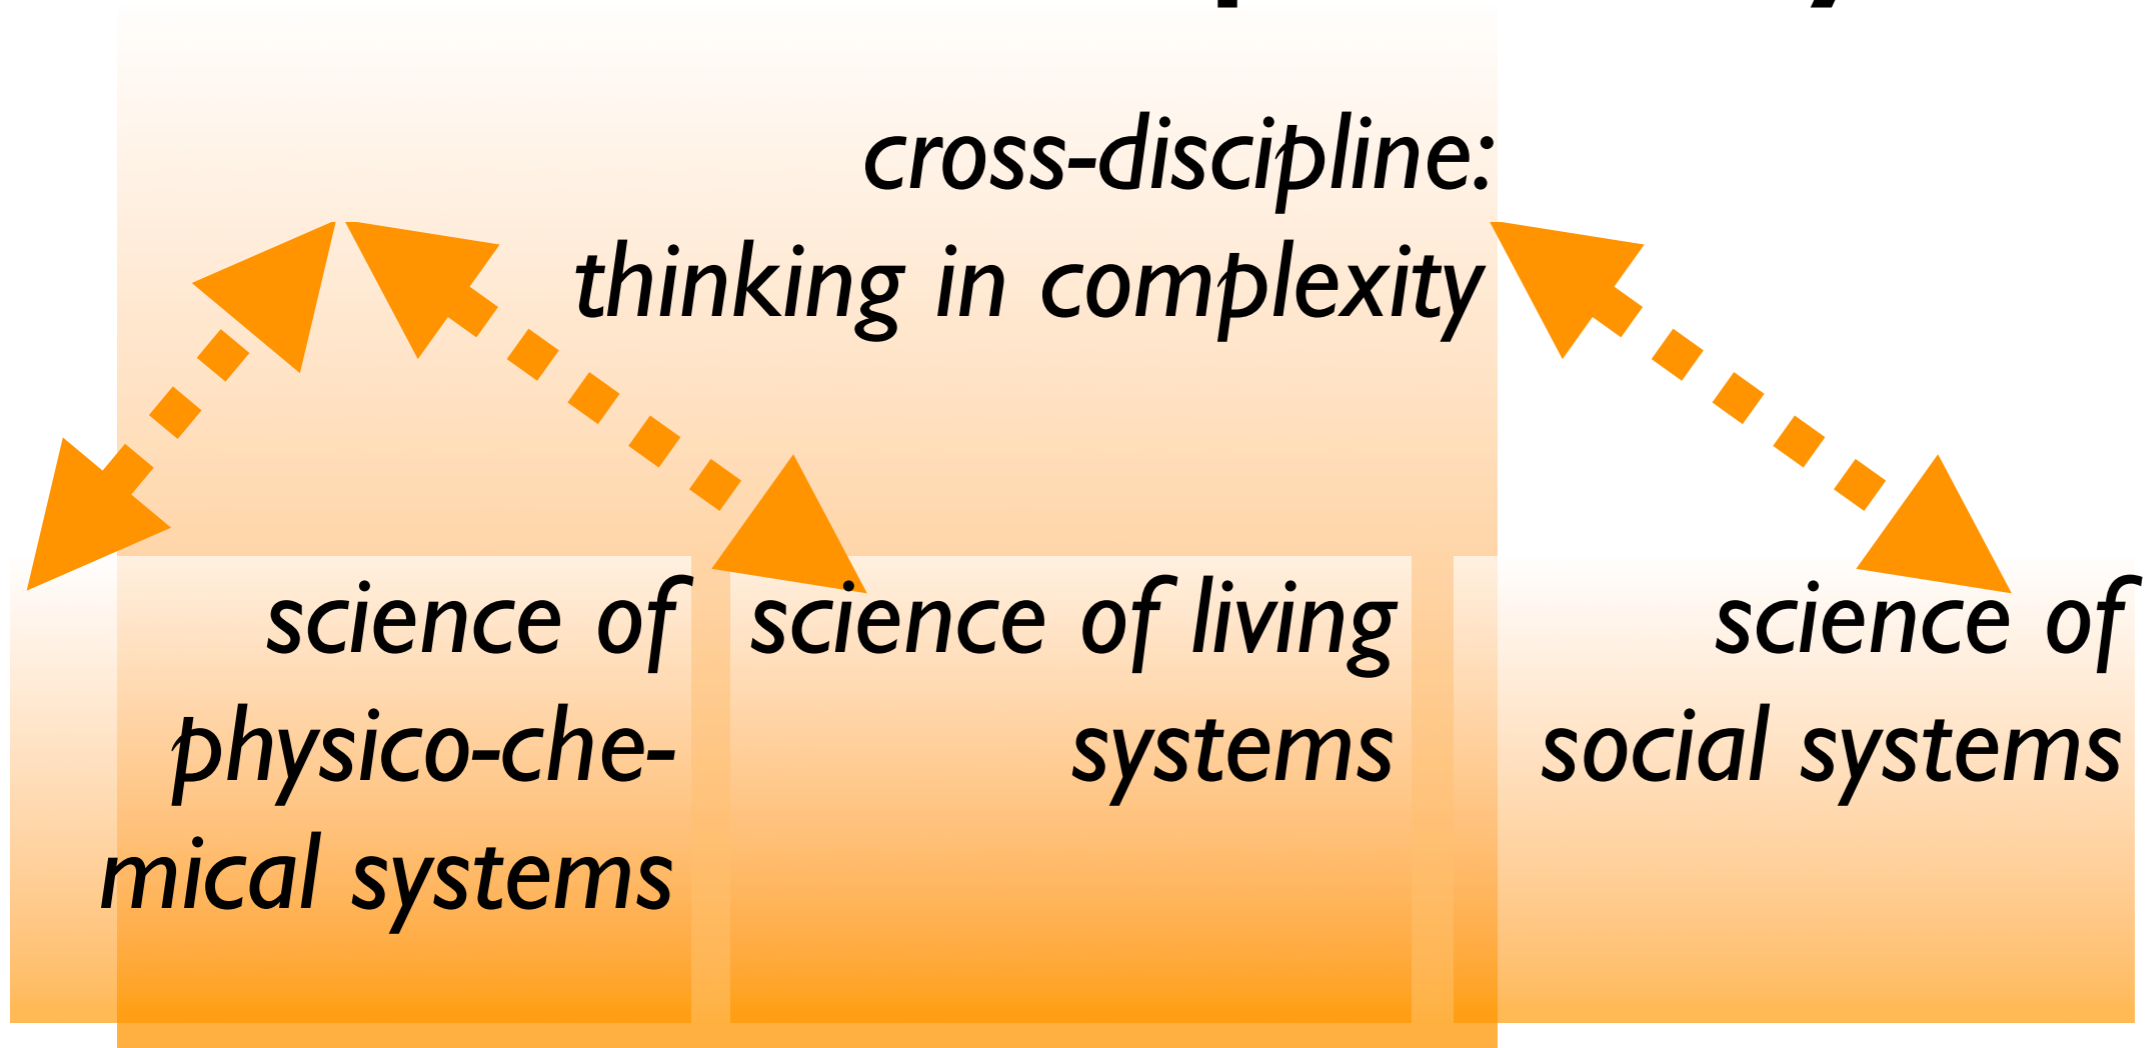 cross-discipline:
thinking in complexity
science of
physico-che-
mical systems
science of living
systems
science of
social systems